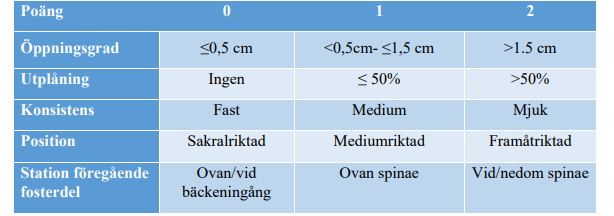 Poäng 0 1 2
Öppningsgrad ≤0,5 cm <0,5cm- ≤1,5 cm >1.5 cm
Utplåning Ingen ≤ 50% >50%
Konsistens Fast Medium Mjuk
Position Sakralriktad Mediumriktad Framåtriktad
Station föregående fosterdel Ovan/vid bäckeningång Ovan spinae Vid/nedom spinae